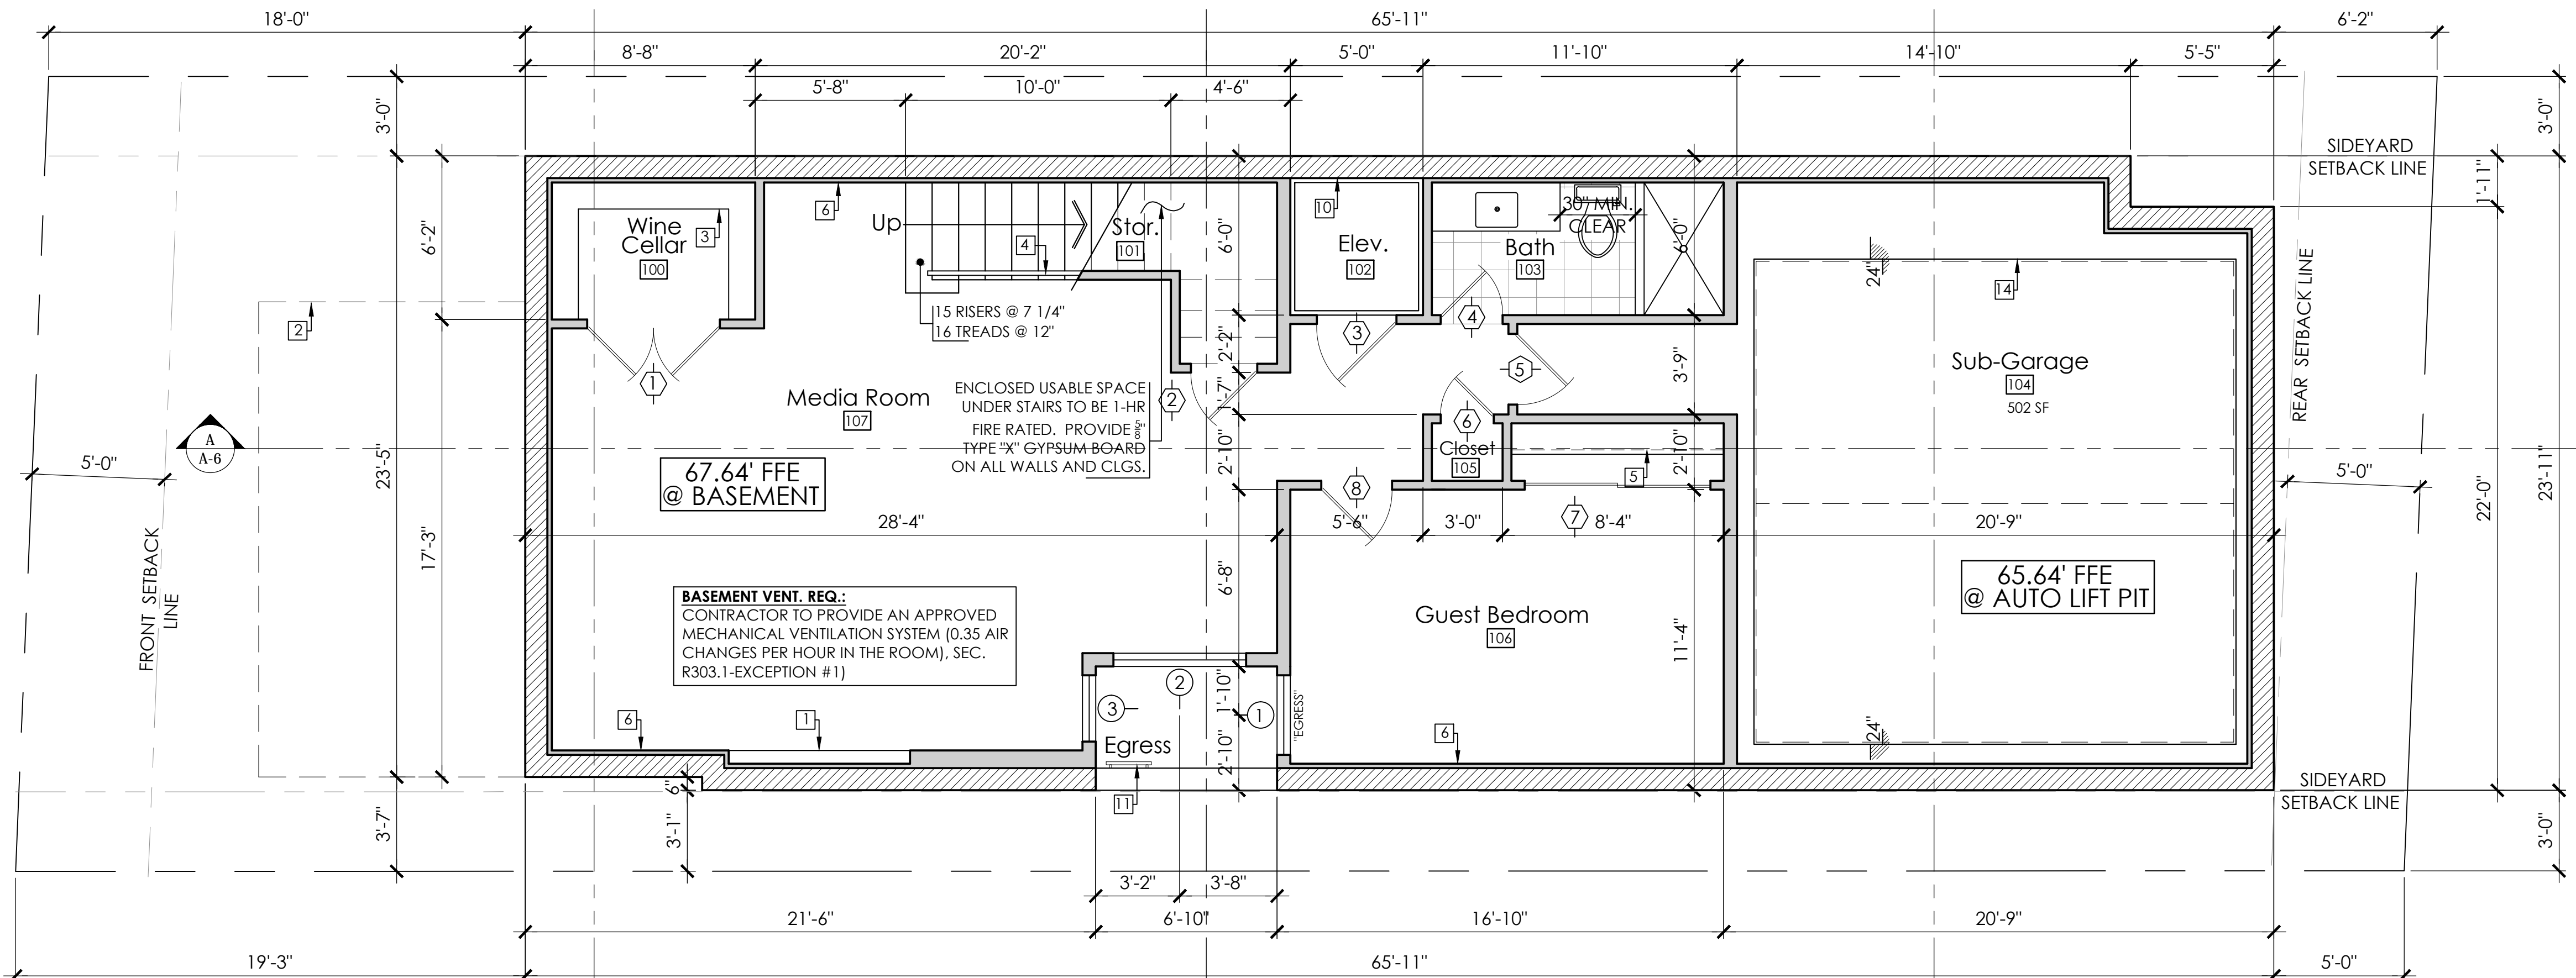 18'-0"
65'-11"
6'-2"
8'-8"
20'-2"
5'-0"
11'-10"
14'-10"
5'-5"
5'-8"
10'-0"
4'-6"
3'-0"
3'-0"
SIDEYARD
SETBACK LINE
1'-11"
6'-2"
Wine
Cellar
3
100
6
Up
4
Stor.
101
6'-0"
10
Elev.
102
30" MIN.
CLEAR
Bath
103
6'-0"
24"
14
REAR SETBACK LINE
2
15 RISERS @ 7 1/4"
16 TREADS @ 12"
2'-2"
3
4
5
3'-9"
1
Media Room
107
ENCLOSED USABLE SPACE
UNDER STAIRS TO BE 1-HR
FIRE RATED. PROVIDE 5/8"
TYPE "X" GYPSUM BOARD
ON ALL WALLS AND CLGS.
2
1'-7"
6
Closet
105
Sub-Garage
104
502 SF
A
A-6
5'-0"
23'-5"
67.64' FFE
@ BASEMENT
2'-10"
8
5
2'-10"
5'-0"
22'-0"
23'-11"
17'-3"
28'-4"
5'-6"
3'-0"
7
8'-4"
20'-9"
FRONT SETBACK
LINE
BASEMENT VENT. REQ.:
CONTRACTOR TO PROVIDE AN APPROVED
MECHANICAL VENTILATION SYSTEM (0.35 AIR
CHANGES PER HOUR IN THE ROOM), SEC.
R303.1-EXCEPTION #1)
6'-8"
Guest Bedroom
106
11'-4"
65.64' FFE
@ AUTO LIFT PIT
6
1
3
2
1'-10"
1
"EGRESS"
Egress
6
24"
2'-10"
11
SIDEYARD
SETBACK LINE
3'-7"
6"
3'-1"
3'-0"
3'-2"
3'-8"
21'-6"
6'-10"
16'-10"
20'-9"
19'-3"
65'-11"
5'-0"